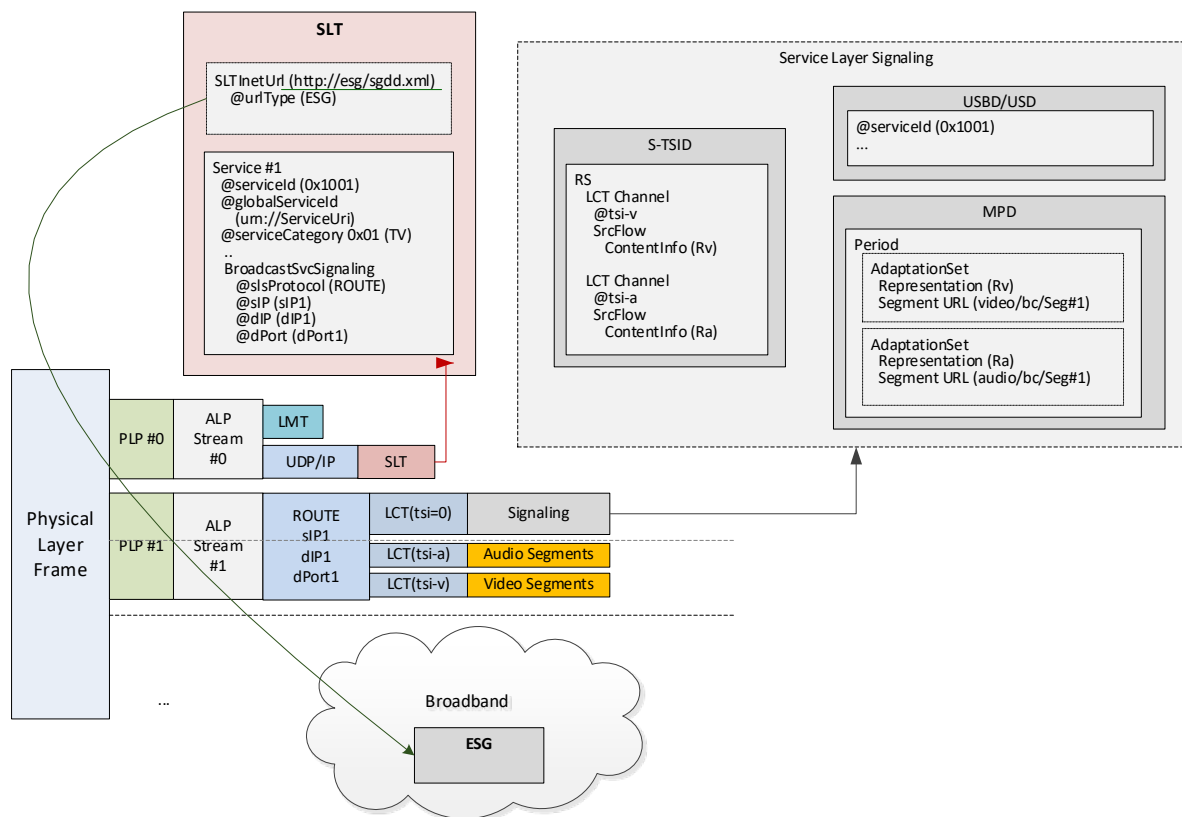 SLT
SLTInetUrl (http://esg/sgdd.xml)
@urlType (ESG)
Service #1
@serviceId (0x1001)
@globalServiceId
(urn://ServiceUri)
@serviceCategory 0x01 (TV)
..
BroadcastSvcSignaling
@slsProtocol (ROUTE)
@sIP (sIP1)
@dIP (dIP1)
@dPort (dPort1)
Service Layer Signaling
S-TSID
RS
LCT Channel
@tsi-v
SrcFlow
ContentInfo (Rv)
LCT Channel
@tsi-a
SrcFlow
ContentInfo (Ra)
USBD/USD
@serviceId (0x1001)
...
MPD
Period
AdaptationSet
Representation (Rv)
Segment URL (video/bc/Seg#1)
AdaptationSet
Representation (Ra)
Segment URL (audio/bc/Seg#1)
Physical
Layer
Frame
PLP #0
ALP
Stream
#0
LMT
UDP/IP
SLT
PLP #1
ALP
Stream
#1
ROUTE
sIP1
dIP1
dPort1
LCT(tsi=0)
Signaling
LCT(tsi-a)
Audio Segments
LCT(tsi-v)
Video Segments
...
Broadband
ESG